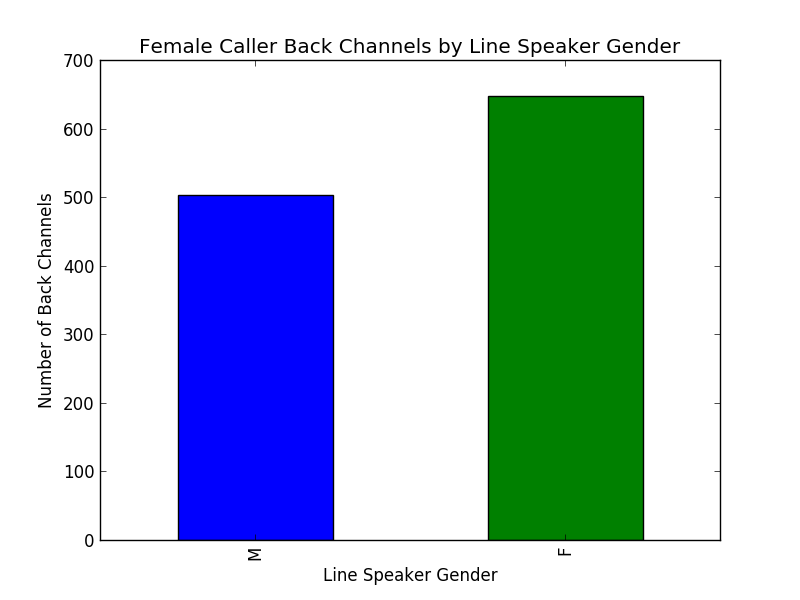 Female Caller Back Channels by Line Speaker Gender
700
600
500
400
300
200
100
0
Number of Back Channels
M
F
Line Speaker Gender